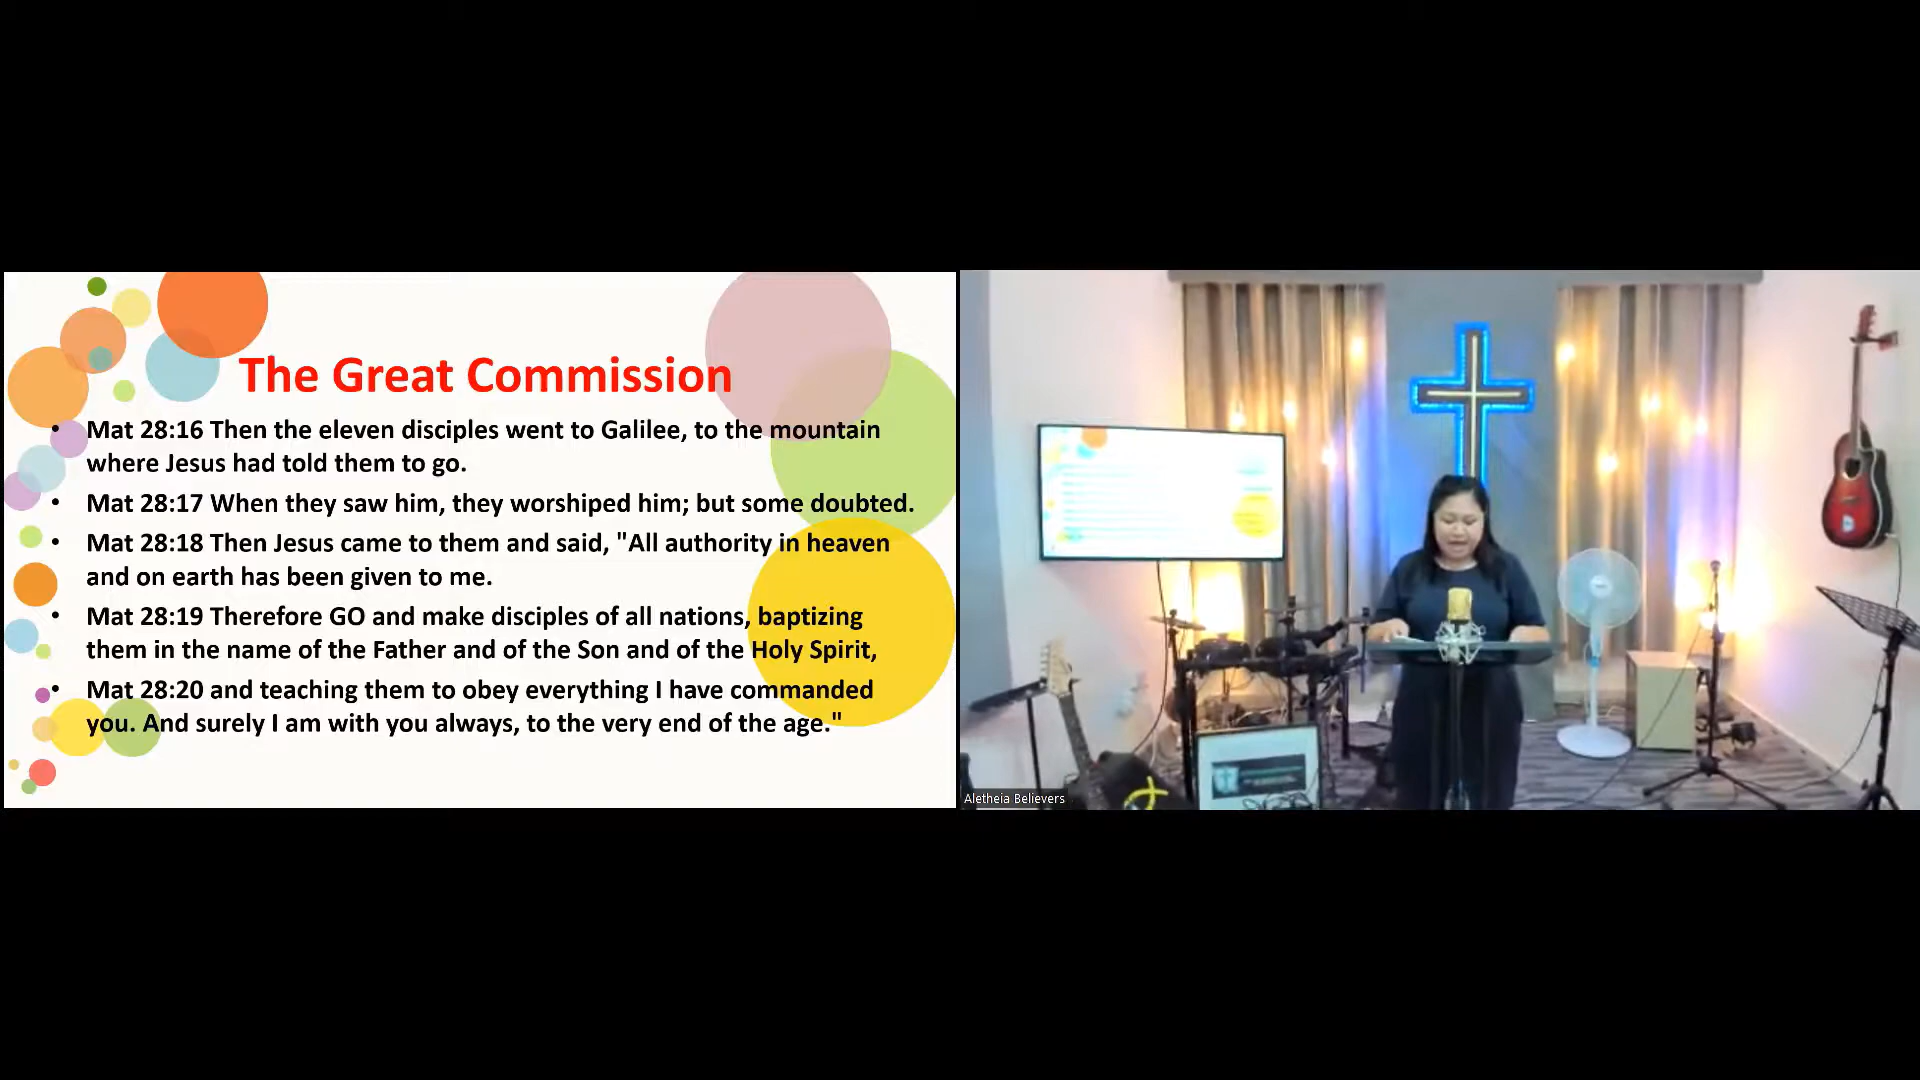 The Great Commission
• Mat 28:16 Then the eleven disciples went to Galilee, to the mountain
where Jesus had told them to go.
• Mat 28:17 When they saw him, they worshiped him; but some doubted.
• Mat 28:18 Then Jesus came to them and said, "All authority in heaven
and on earth has been given to me.
• Mat 28:19 Therefore GO and make disciples of all nations, baptizing
them in the name of the Father and of the Son and of the Holy Spirit,
• Mat 28:20 and teaching them to obey everything I have commanded
you. And surely I am with you always, to the very end of the age."
Aletheia Believers